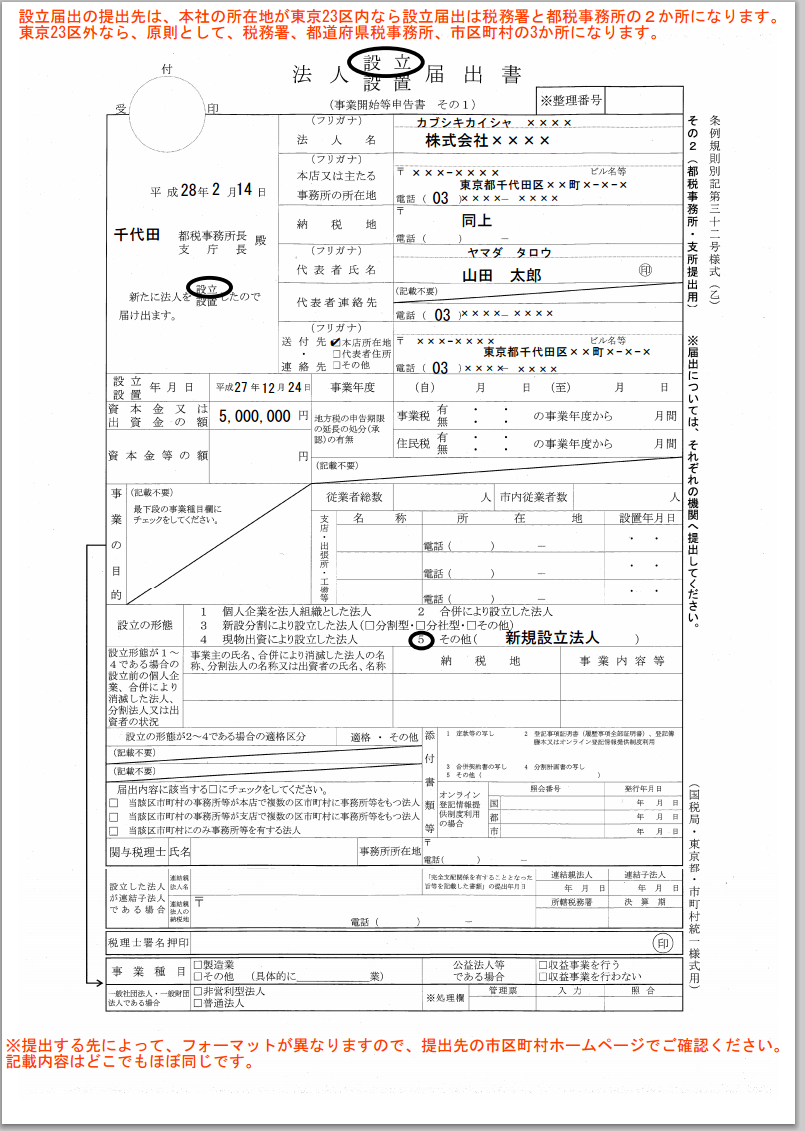 設立届出の提出先は、本社の所在地が東京23区内なら設立届出は税務署と都税事務所の２か所になります。
東京23区外なら、原則として、税務署、都道府県税事務所、市区町村の3か所になります。
受 付 印
法人 設立 設置 届出書
(事業開始等申告書 その１)
※整理番号
平成28年2月14日
千代田 都税事務所長 支庁長 殿
新たに法人を 設立 設置 したので
届け出ます。
(フリガナ) カブシキカイシャ ××××
法人名 株式会社××××
(フリガナ)
本店又は主たる事務所の所在地 〒×××-×××× ビル名等
東京都千代田区××町×-×-×
電話（03）××××－××××
納税地 〒 同上
電話（　）－
(フリガナ) ヤマダ タロウ
代表者氏名 山田 太郎 印
代表者連絡先 (記載不要)
電話（03）××××－××××
(フリガナ)
送付先・連絡先 ☑本店所在地 □代表者住所 □その他
〒×××-×××× ビル名等
東京都千代田区××町×-×-×
電話（03）××××－××××
設立 設置 年月日 平成27年12月24日
事業年度 (自) 月 日 (至) 月 日
資本金又は出資金の額 5,000,000 円
地方税の申告期限の延長の処分(承認)の有無
事業税 有 無 ・ ・ の事業年度から 月間
住民税 有 無 ・ ・ の事業年度から 月間
資本金等の額 円
(記載不要)
事業の目的
(記載不要)
最下段の事業種目欄にチェックをしてください。
従業者総数 人 市内従業者数 人
支店・出張所・工場等
名称 所在地 設置年月日
電話（　）－ ・ ・
電話（　）－ ・ ・
電話（　）－ ・ ・
設立の形態
1 個人企業を法人組織とした法人 2 合併により設立した法人
3 新設分割により設立した法人(□分割型・□分社型・□その他)
4 現物出資により設立した法人 5 その他( 新規設立法人 )
設立形態が１～４である場合の設立前の個人企業、合併により消滅した法人、分割法人又は出資者の状況
事業主の氏名、合併により消滅した法人の名称、分割法人の名称又は出資者の氏名、名称
納税地 事業内容等
設立の形態が２～４である場合の適格区分 適格・その他
(記載不要)
(記載不要)
添付書類等
1 定款等の写し
2 登記事項証明書（履歴事項全部証明書）、登記簿謄本又はオンライン登記情報提供制度利用
3 合併契約書の写し 4 分割計画書の写し
5 その他（　）
届出内容に該当する□にチェックをしてください。
□ 当該区市町村の事務所等が本店で複数の区市町村に事務所等をもつ法人
□ 当該区市町村の事務所等が支店で複数の区市町村に事務所等をもつ法人
□ 当該区市町村にのみ事務所等を有する法人
オンライン登記情報提供制度利用の場合
照会番号 発行年月日
国 年 月 日
都 年 月 日
市 年 月 日
関与税理士 氏名 事務所所在地 〒
電話（　）－
設立した法人が連結子法人である場合
連結親法人名
連結親法人の納税地 〒
電話（　）－
「完全支配関係を有することとなった旨等を記載した書類」の提出年月日
連結親法人 連結子法人
年 月 日 年 月 日
所轄税務署 決算期
税理士署名押印 印
事業種目 □製造業
□その他 (具体的に 業)
公益法人等である場合 □収益事業を行う
□収益事業を行わない
一般社団法人・一般財団法人である場合 □非営利型法人
□普通法人
※処理欄 管理票 入力 照合
条例規則別記第三十二号様式（乙）
その２（都税事務所・支所提出用）
※届出については、それぞれの機関へ提出してください。
（国税局・東京都・市町村統一様式用）
※提出する先によって、フォーマットが異なりますので、提出先の市区町村ホームページでご確認ください。
記載内容はどこでもほぼ同じです。